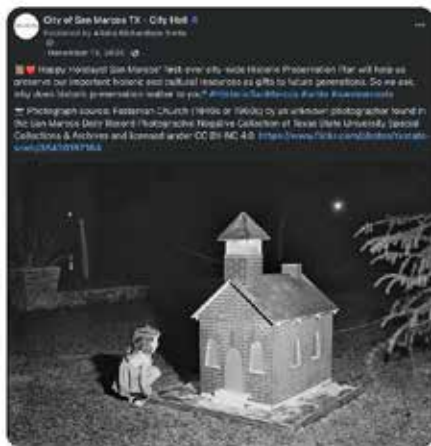 City of San Marcos TX - City Hall
Published by
Happy Holidays! San Marcos' first-ever city-wide Historic Preservation Plan will help us
preserve our important historic and cultural resources as gifts to future generations. So we ask,
why does historic preservation matter to you?
Photograph source: Church (1940s or 1950s) by an unknown photographer found in
the San Marcos Daily Record Photographic Negative Collection at Texas State University Special
Collections & Archives and licensed under CC BY-NC 4.0.